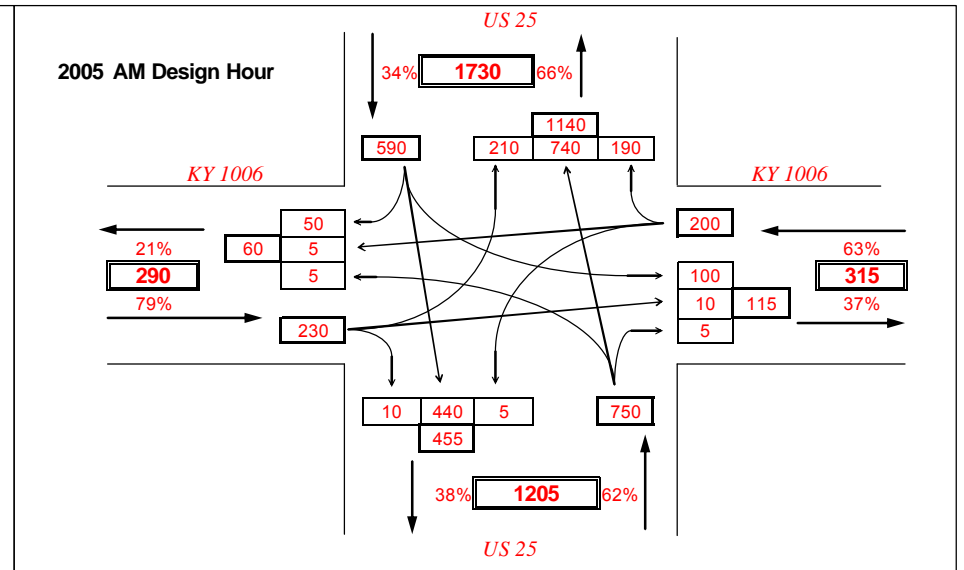 US 25
2005 AM Design Hour
34% 1730 66%
1140
590 210 740 190
KY 1006 KY 1006
50 200
21% 60 5 63%
290 5 100 315
79% 10 115 37%
230 5
10 440 5 750
455
38% 1205 62%
US 25